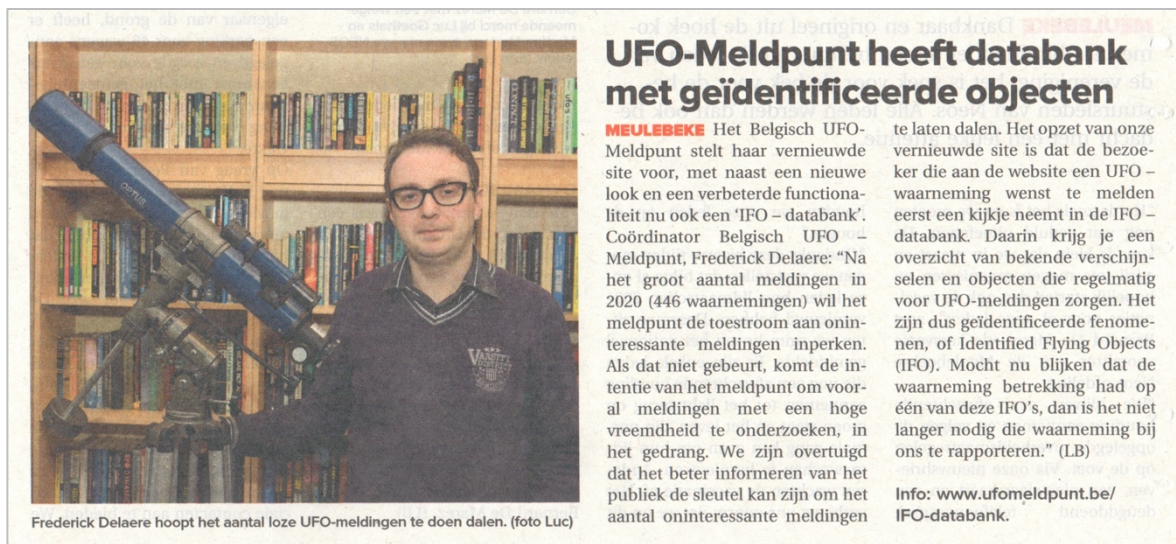 UFO-Meldpunt heeft databank
met geïdentificeerde objecten
MEULEBEKE Het Belgisch UFO-
Meldpunt stelt haar vernieuwde
site voor, met naast een nieuwe
look en een verbeterde functiona-
liteit nu ook een ‘IFO – databank’.
Coördinator Belgisch UFO –
Meldpunt, Frederick Delaere: “Na
het groot aantal meldingen in
2020 (446 waarnemingen) wil het
meldpunt de toestroom aan onin-
teressante meldingen inperken.
Als dat niet gebeurt, komt de in-
tentie van het meldpunt om voor-
al meldingen met een hoge
vreemdheid te onderzoeken, in
het gedrang. We zijn overtuigd
dat het beter informeren van het
publiek de sleutel kan zijn om het
aantal oninteressante meldingen
te laten dalen. Het opzet van onze
vernieuwde site is dat de bezoe-
ker die aan de website een UFO –
waarneming wenst te melden
eerst een kijkje neemt in de IFO –
databank. Daarin krijg je een
overzicht van bekende verschijn-
selen en objecten die regelmatig
voor UFO-meldingen zorgen. Het
zijn dus geïdentificeerde fenome-
nen, of Identified Flying Objects
(IFO). Mocht nu blijken dat de
waarneming betrekking had op
één van deze IFO’s, dan is het niet
langer nodig die waarneming bij
ons te rapporteren.” (LB)
Info: www.ufomeldpunt.be/
IFO-databank.
OPTUS
VARSITY
Frederick Delaere hoopt het aantal loze UFO-meldingen te doen dalen. (foto Luc)